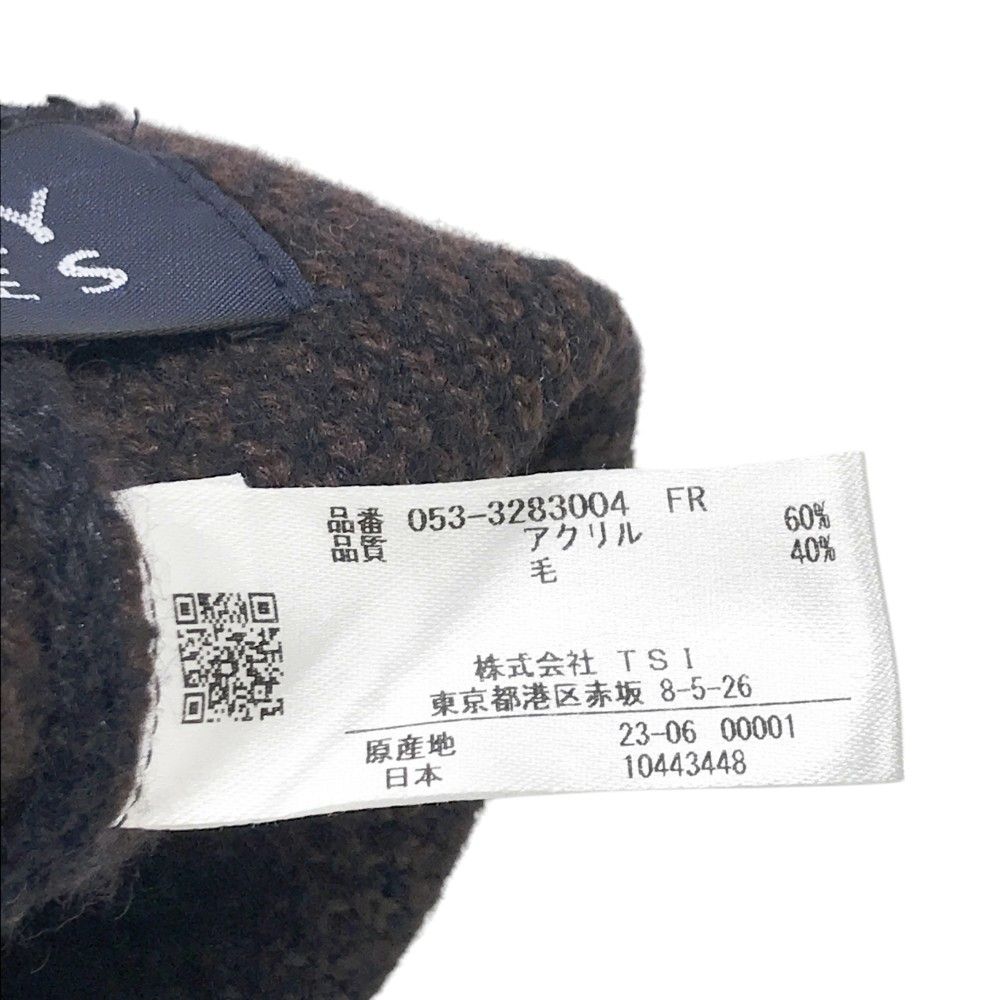 Y
ES
品番 053-3283004 FR
品質 アクリル 60%
毛 40%
株式会社 TSI
東京都港区赤坂 8-5-26
原産地 23-06 00001
日本 10443448